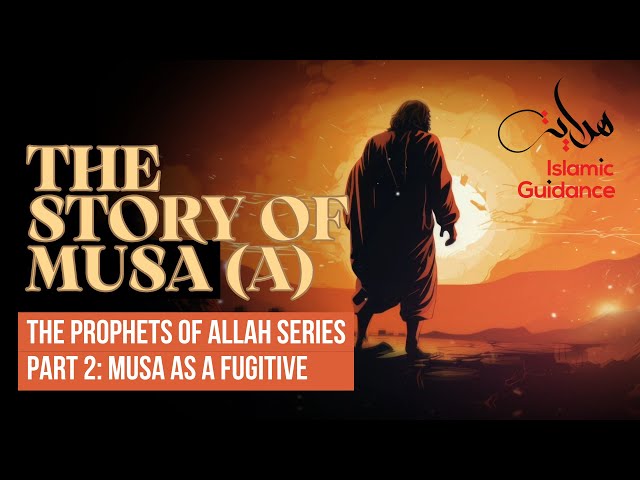 THE
STORY OF
MUSA (A)
THE PROPHETS OF ALLAH SERIES
PART 2: MUSA AS A FUGITIVE
هداية
Islamic
Guidance